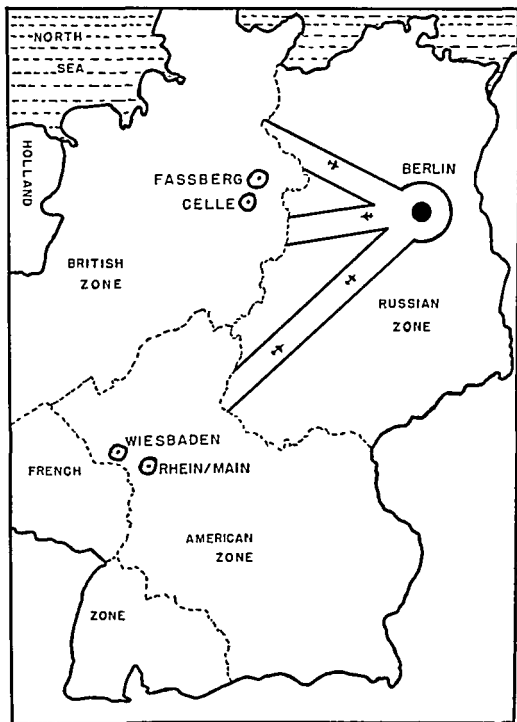 NORTH
SEA
HOLLAND
BERLIN
FASSBERG
CELLE
BRITISH
ZONE
RUSSIAN
ZONE
WIESBADEN
RHEIN/MAIN
FRENCH
AMERICAN
ZONE
ZONE